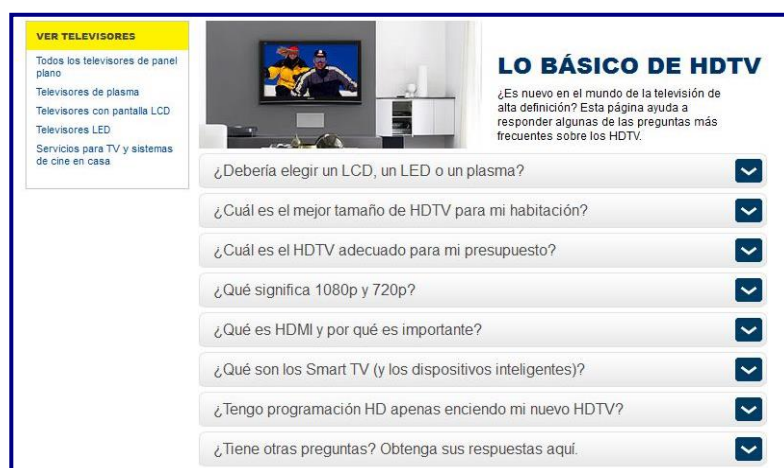 VER TELEVISORES
Todos los televisores de panel
plano
Televisores de plasma
Televisores con pantalla LCD
Televisores LED
Servicios para TV y sistemas
de cine en casa
LO BÁSICO DE HDTV
¿Es nuevo en el mundo de la televisión de
alta definición? Esta página ayuda a
responder algunas de las preguntas más
frecuentes sobre los HDTV.
¿Debería elegir un LCD, un LED o un plasma?
¿Cuál es el mejor tamaño de HDTV para mi habitación?
¿Cuál es el HDTV adecuado para mi presupuesto?
¿Qué significa 1080p y 720p?
¿Qué es HDMI y por qué es importante?
¿Qué son los Smart TV (y los dispositivos inteligentes)?
¿Tengo programación HD apenas enciendo mi nuevo HDTV?
¿Tiene otras preguntas? Obtenga sus respuestas aquí.